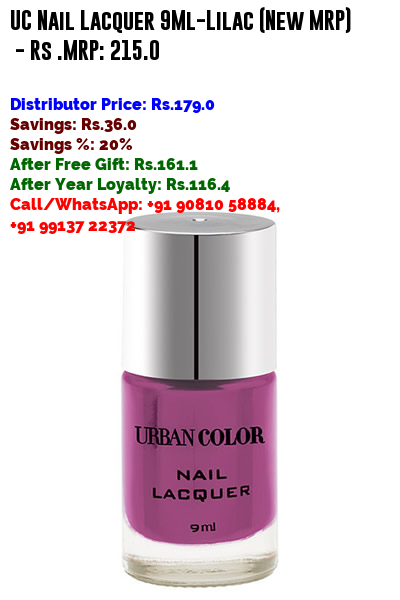 UC Nail Lacquer 9Ml-Lilac (New MRP)
- Rs .MRP: 215.0
Distributor Price: Rs.179.0
Savings: Rs.36.0
Savings %: 20%
After Free Gift: Rs.161.1
After Year Loyalty: Rs.116.4
Call/WhatsApp: +91 90810 58884,
+91 99137 22372
URBAN COLOR
NAIL
LACQUER
9ml